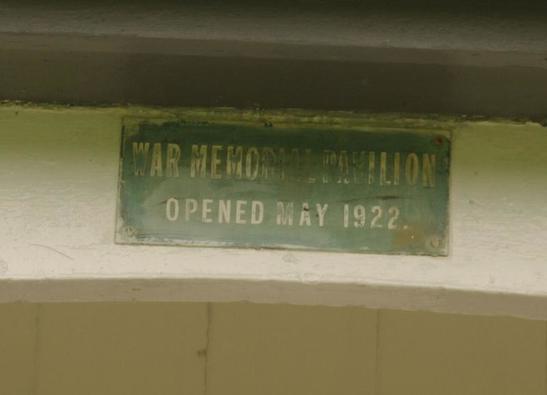 WAR MEMORIAL PAVILION
OPENED MAY 1922.